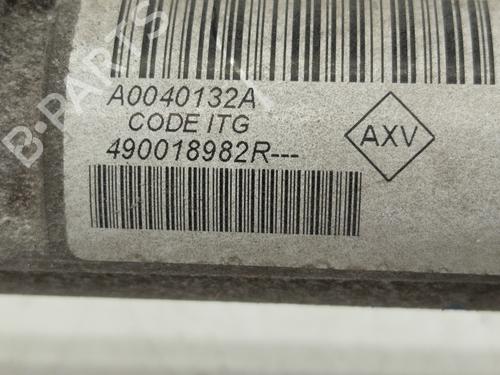 B-PARTS
A0040132A
CODE ITG
490018982R---
AXV